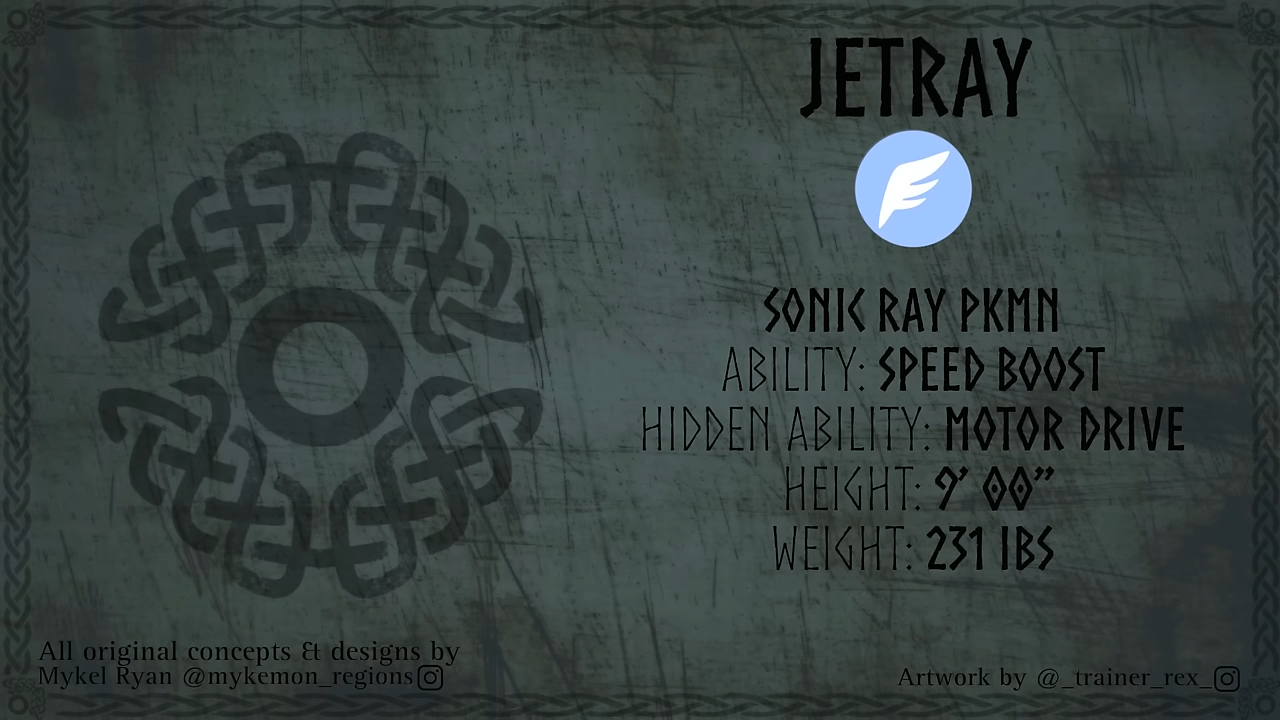 JETRAY
SONIC RAY PKMN
ABILITY: SPEED BOOST
HIDDEN ABILITY: MOTOR DRIVE
HEIGHT: 9' 00”
WEIGHT: 231 lBS
All original concepts & designs by
Mykel Ryan @mykemon_regions
Artwork by @_trainer_rex_